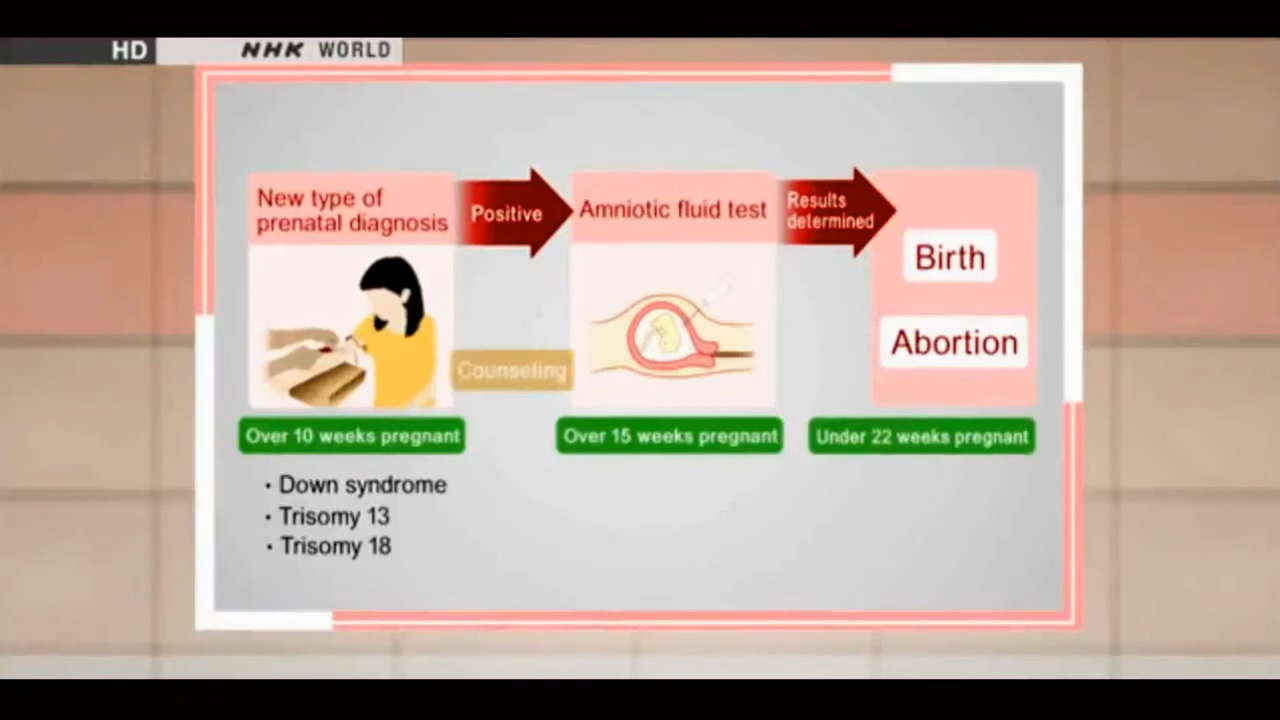 HD NHK WORLD
New type of
prenatal diagnosis
Positive
Amniotic fluid test
Results
determined
Birth
Abortion
Counseling
Over 10 weeks pregnant
Over 15 weeks pregnant
Under 22 weeks pregnant
・Down syndrome
・Trisomy 13
・Trisomy 18